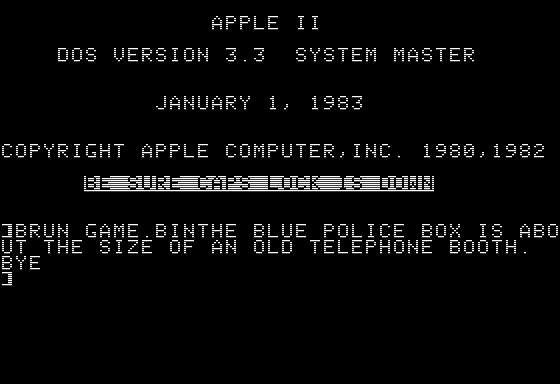 APPLE II
DOS VERSION 3.3  SYSTEM MASTER
JANUARY 1, 1983
COPYRIGHT APPLE COMPUTER,INC. 1980,1982
BE SURE CAPS LOCK IS DOWN
]BRUN GAME.BINTHE BLUE POLICE BOX IS ABO
UT THE SIZE OF AN OLD TELEPHONE BOOTH.
BYE
]